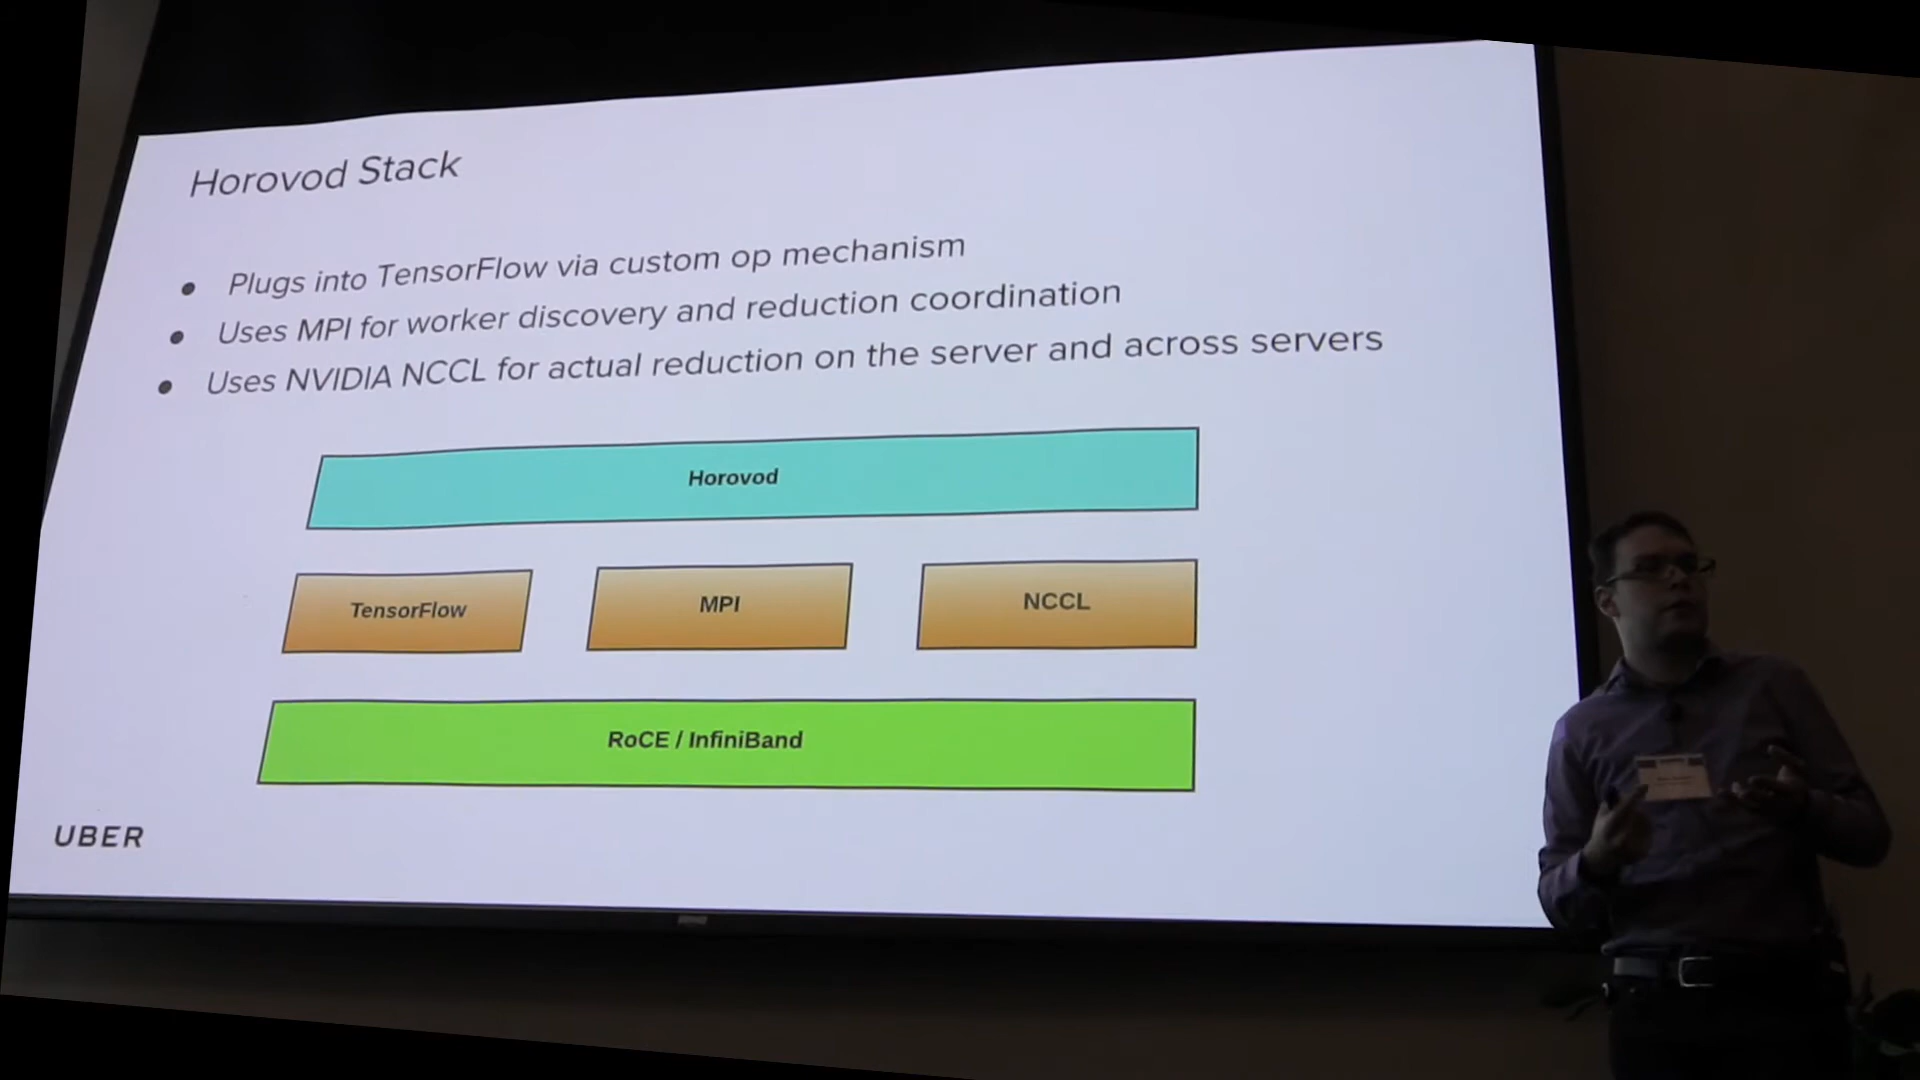 Horovod Stack
● Plugs into TensorFlow via custom op mechanism
● Uses MPI for worker discovery and reduction coordination
● Uses NVIDIA NCCL for actual reduction on the server and across servers
Horovod
TensorFlow MPI NCCL
RoCE / InfiniBand
UBER